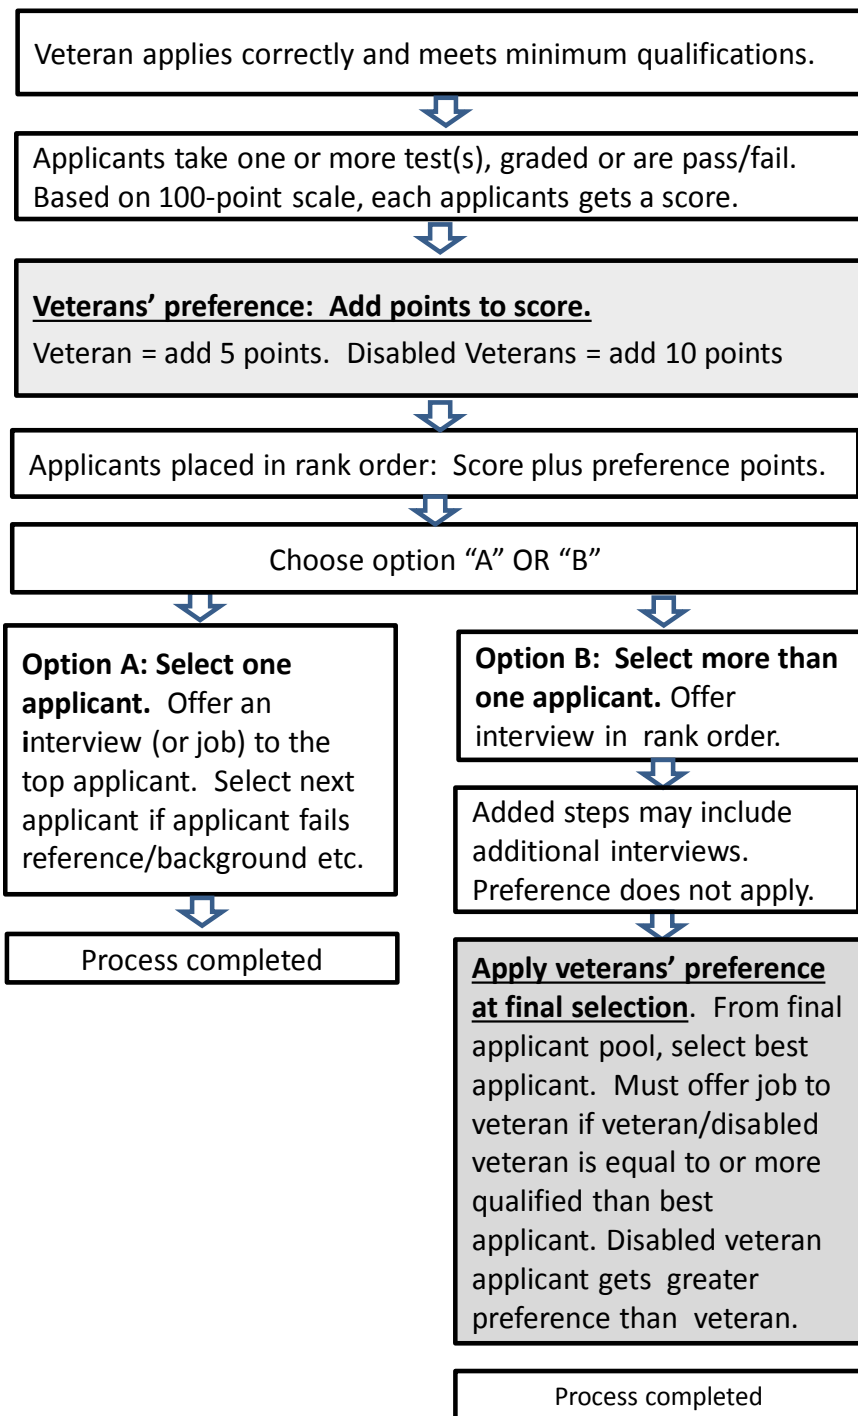 Veteran applies correctly and meets minimum qualifications.
Applicants take one or more test(s), graded or are pass/fail.
Based on 100-point scale, each applicants gets a score.
Veterans’ preference:  Add points to score.
Veteran = add 5 points.  Disabled Veterans = add 10 points
Applicants placed in rank order:  Score plus preference points.
Choose option “A” OR “B”
Option A: Select one
applicant.  Offer an
interview (or job) to the
top applicant.  Select next
applicant if applicant fails
reference/background etc.
Process completed
Option B:  Select more than
one applicant. Offer
interview in  rank order.
Added steps may include
additional interviews.
Preference does not apply.
Apply veterans’ preference
at final selection.  From final
applicant pool, select best
applicant.  Must offer job to
veteran if veteran/disabled
veteran is equal to or more
qualified than best
applicant. Disabled veteran
applicant gets  greater
preference than  veteran.
Process completed